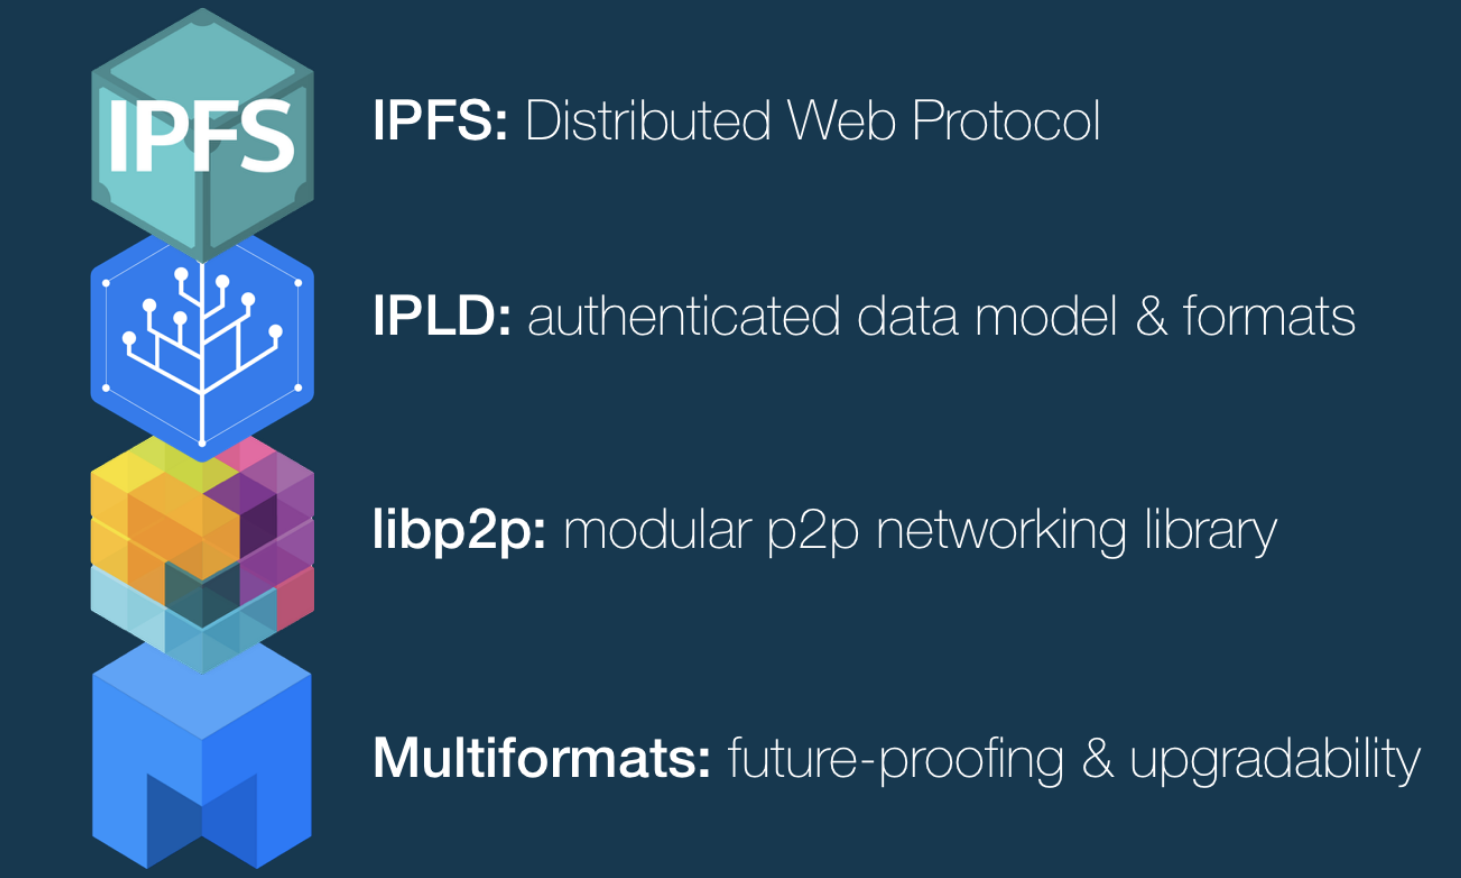 IPFS
IPFS: Distributed Web Protocol
IPLD: authenticated data model & formats
libp2p: modular p2p networking library
Multiformats: future-proofing & upgradability